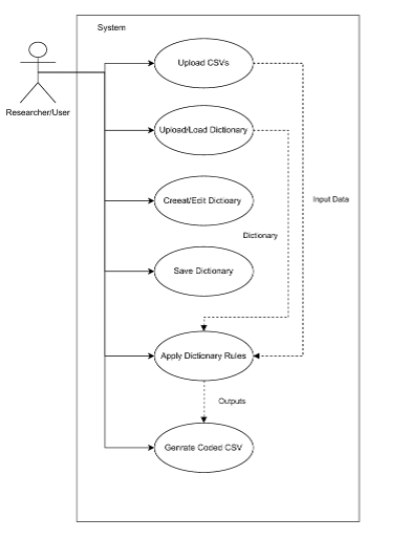 System
Upload CSVs
Researcher/User
Upload/Load Dictionary
Creeat/Edit Dictioary
Input Data
Dictionary
Save Dictionary
Apply Dictionary Rules
Outputs
Genrate Coded CSV